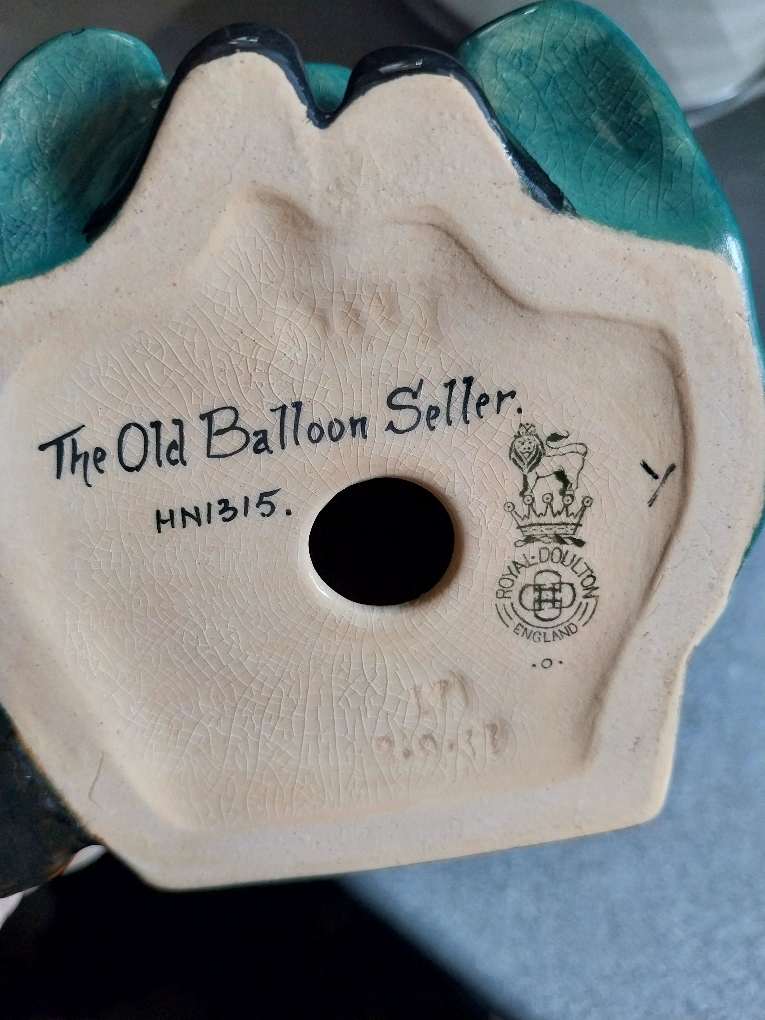 The Old Balloon Seller.
HN1315.
ROYAL·DOULTON
ENGLAND
.O.